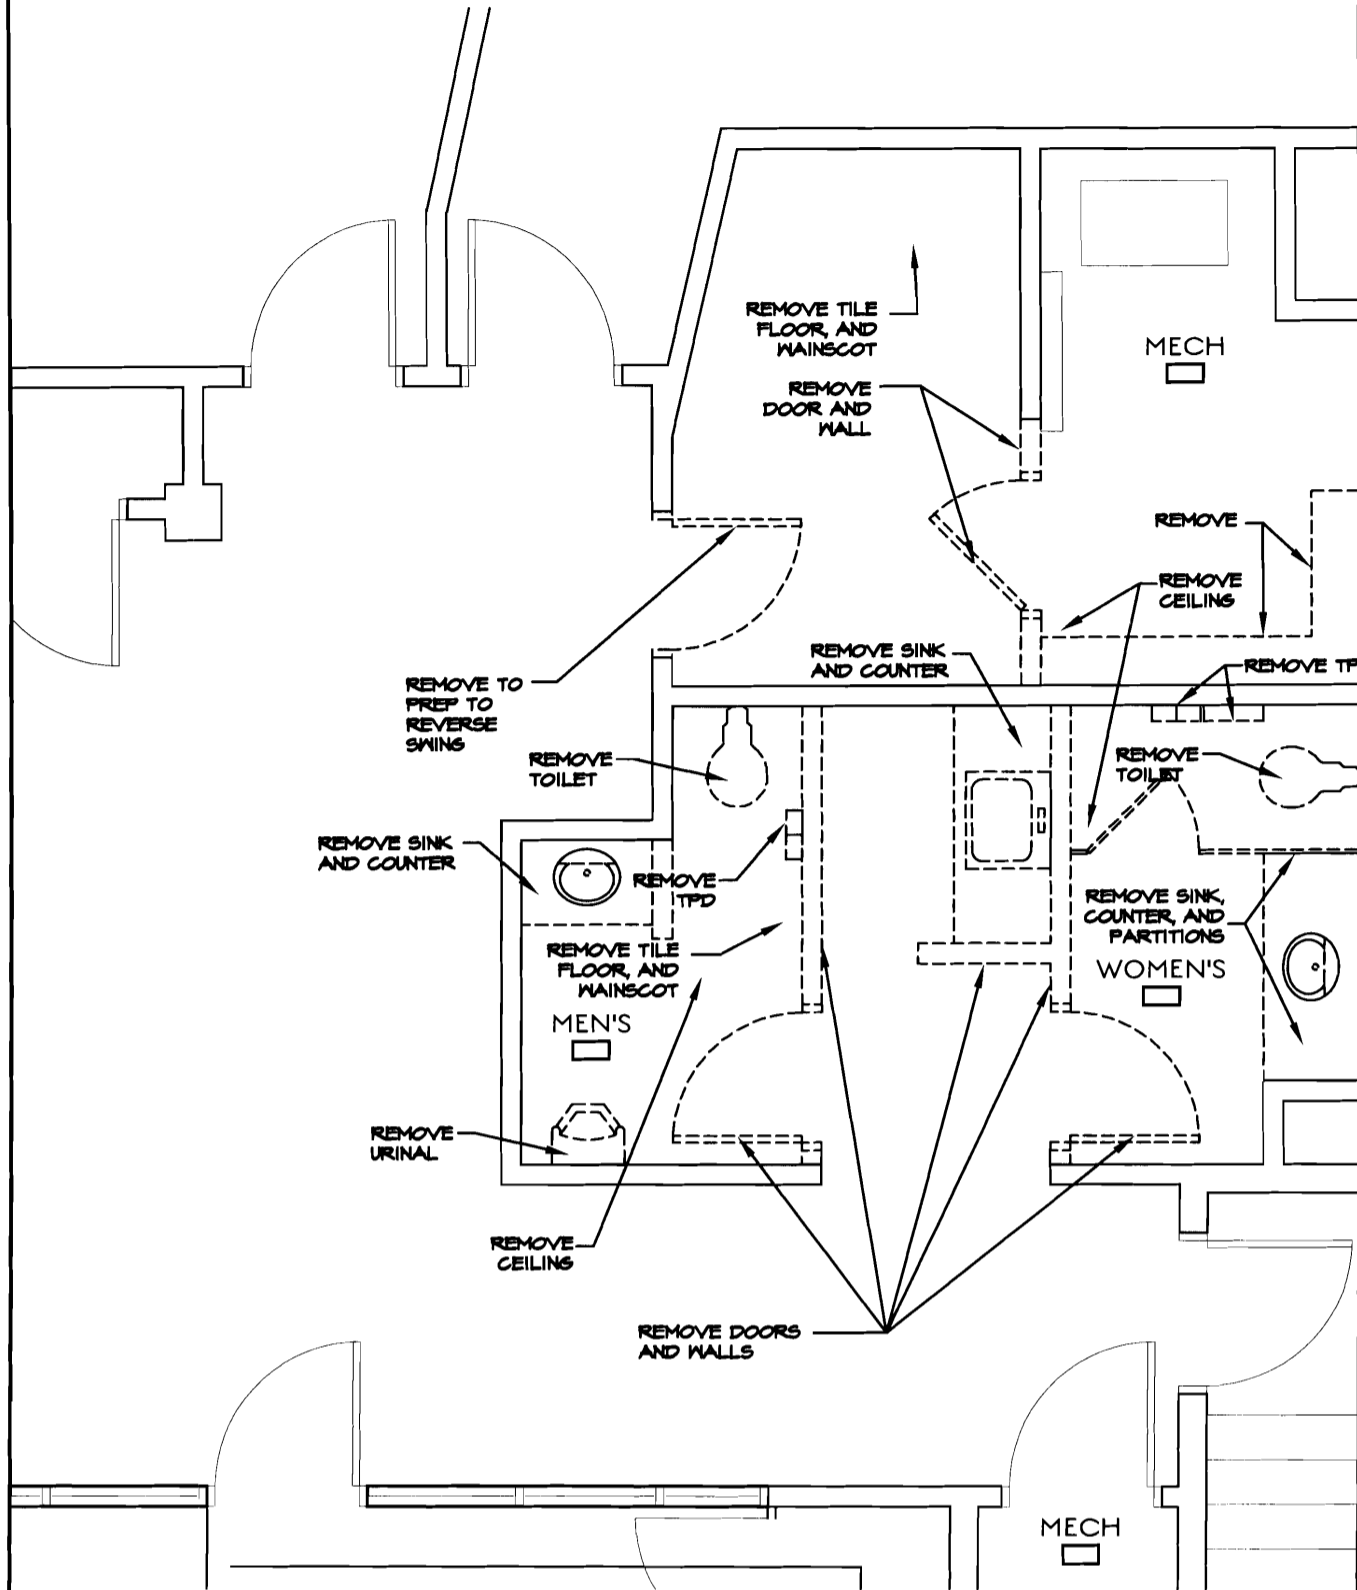 REMOVE TILE
FLOOR, AND
WAINSCOT
MECH
REMOVE
DOOR AND
WALL
REMOVE
REMOVE
CEILING
REMOVE SINK
AND COUNTER
REMOVE TP
REMOVE TO
PREP TO
REVERSE
SWING
REMOVE
TOILET
REMOVE
TOILET
REMOVE SINK
AND COUNTER
REMOVE
TPD
REMOVE SINK,
COUNTER, AND
PARTITIONS
REMOVE TILE
FLOOR, AND
WAINSCOT
WOMEN'S
MEN'S
REMOVE
URINAL
REMOVE
CEILING
REMOVE DOORS
AND WALLS
MECH